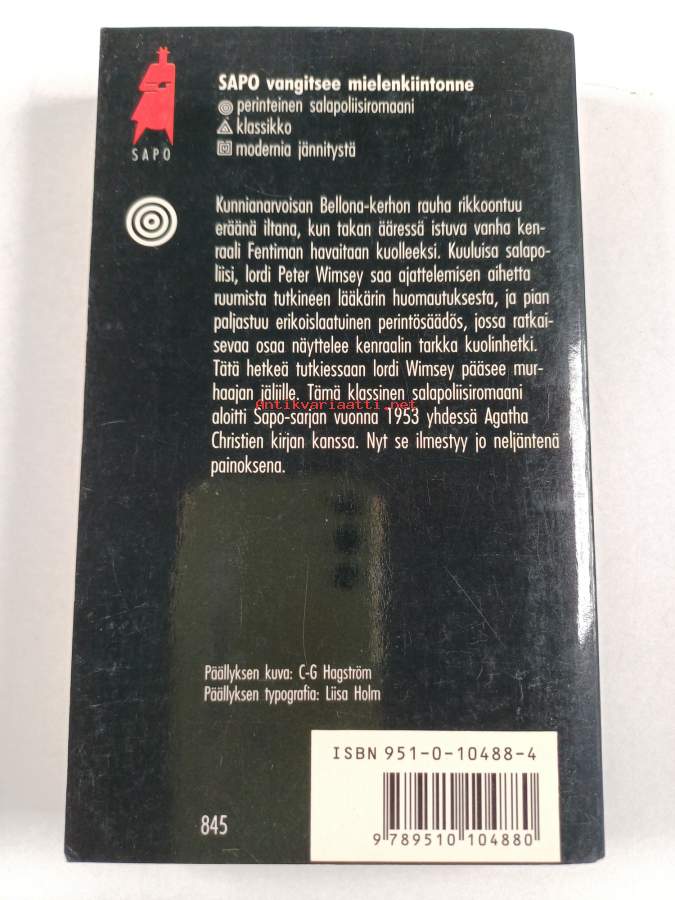 SAPO
SAPO vangitsee mielenkiintonne
perinteinen salapoliisiromaani
klassikko
modernia jännitystä
Kunnianarvoisan Bellona-kerhon rauha rikkoontuu
eräänä iltana, kun takan ääressä istuva vanha ken-
raali Fentiman havaitaan kuolleeksi. Kuuluisa salapo-
liisi, lordi Peter Wimsey saa ajattelemisen aihetta
ruumista tutkineen lääkärin huomautuksesta, ja pian
paljastuu erikoislaatuinen perintösäädös, jossa ratkai-
sevaa osaa näyttelee kenraalin tarkka kuolinhetki.
Tätä hetkeä tutkiessaan lordi Wimsey pääsee mur-
haajan jäljille. Tämä klassinen salapoliisiromaani
Antikvariaatti.net
aloitti Sapo-sarjan vuonna 1953 yhdessä Agatha
Christien kirjan kanssa. Nyt se ilmestyy jo neljäntenä
painoksena.
Päällyksen kuva: C-G Hagström
Päällyksen typografia: Liisa Holm
ISBN 951-0-10488-4
845
9 789510 104880